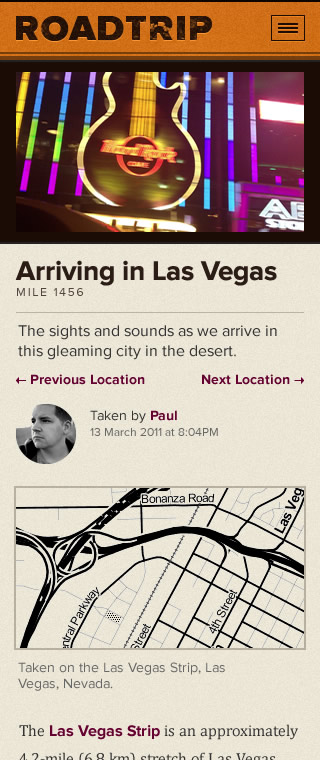 ROADTRIP
Hard Rock
CAFE
Arriving in Las Vegas
MILE 1456
The sights and sounds as we arrive in
this gleaming city in the desert.
← Previous Location
Next Location →
Taken by Paul
13 March 2011 at 8:04PM
Bonanza Road
Las Veg
ntral Parkway
Street
4th Street
Taken on the Las Vegas Strip, Las
Vegas, Nevada.
The Las Vegas Strip is an approximately
4.2-mile (6.8 km) stretch of Las Vegas